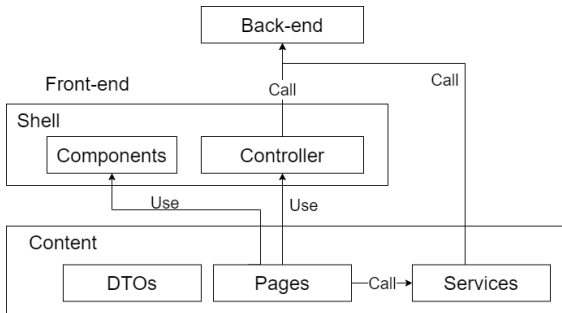 Back-end
Front-end
Call
Call
Shell
Components
Controller
Use
Use
Content
DTOs
Pages
Call
Services